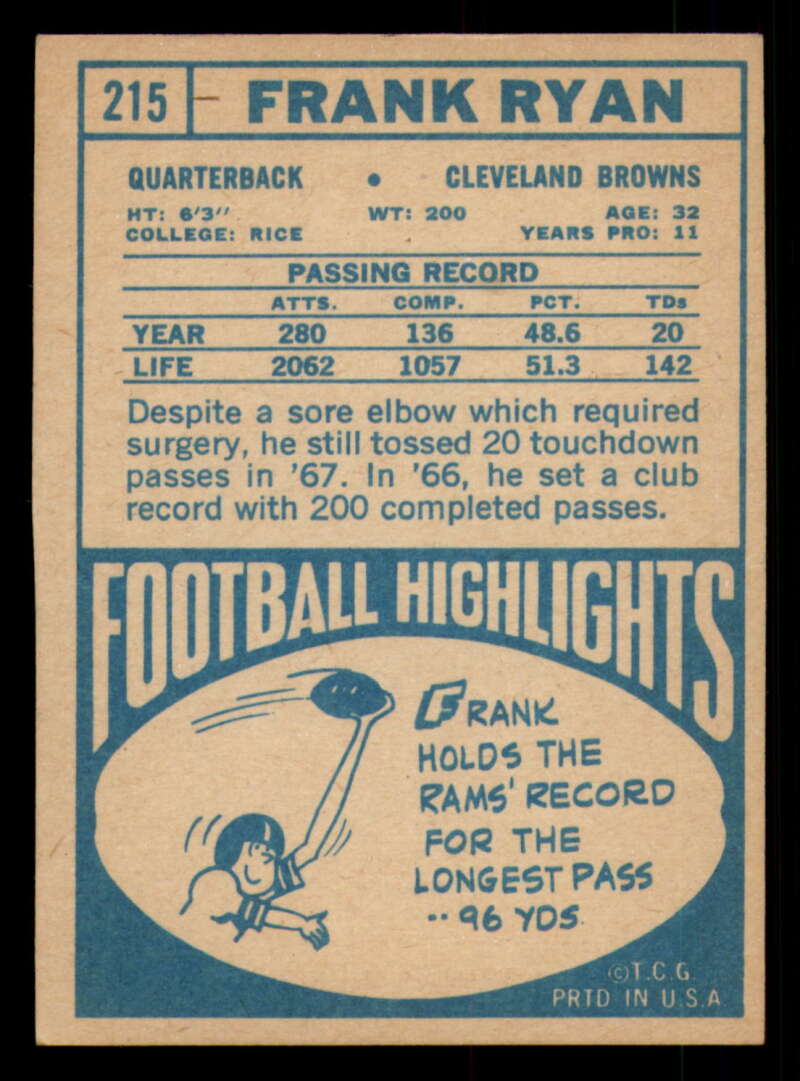 215 FRANK RYAN
QUARTERBACK • CLEVELAND BROWNS
HT: 6'3" WT: 200 AGE: 32
COLLEGE: RICE YEARS PRO: 11
PASSING RECORD
ATTS. COMP. PCT. TDs
YEAR 280 136 48.6 20
LIFE 2062 1057 51.3 142
Despite a sore elbow which required
surgery, he still tossed 20 touchdown
passes in '67. In '66, he set a club
record with 200 completed passes.
FOOTBALL HIGHLIGHTS
FRANK
HOLDS THE
RAMS' RECORD
FOR THE
LONGEST PASS
.. 96 YDS.
©T.C.G.
PRTD IN U.S.A